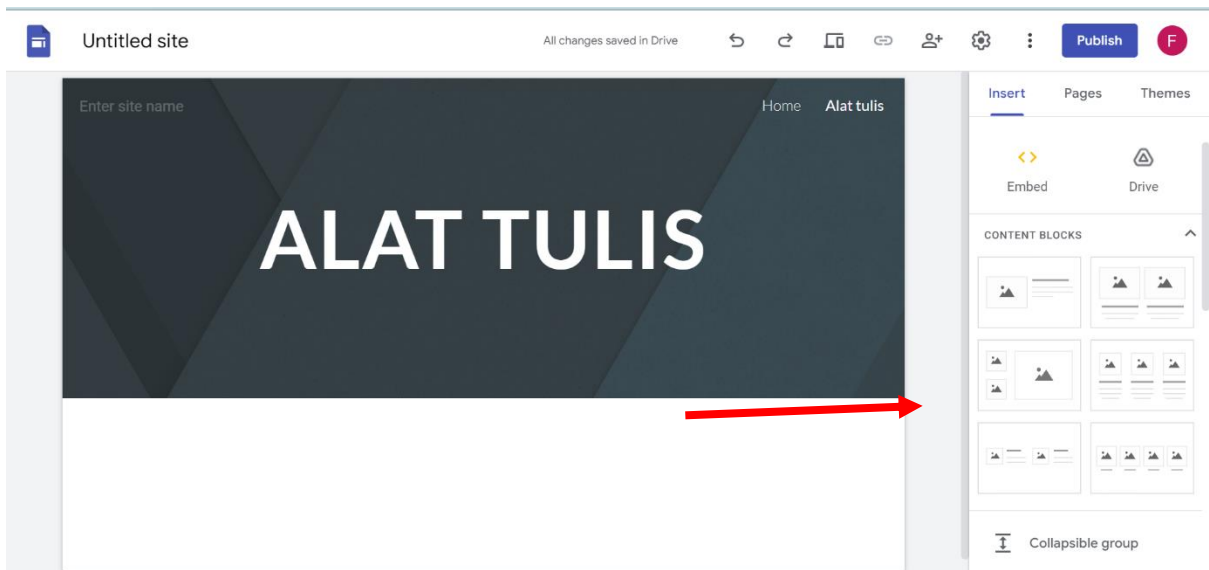 Untitled site
All changes saved in Drive
Publish
F
Enter site name
Home Alat tulis
ALAT TULIS
Insert Pages Themes
Embed Drive
CONTENT BLOCKS
Collapsible group